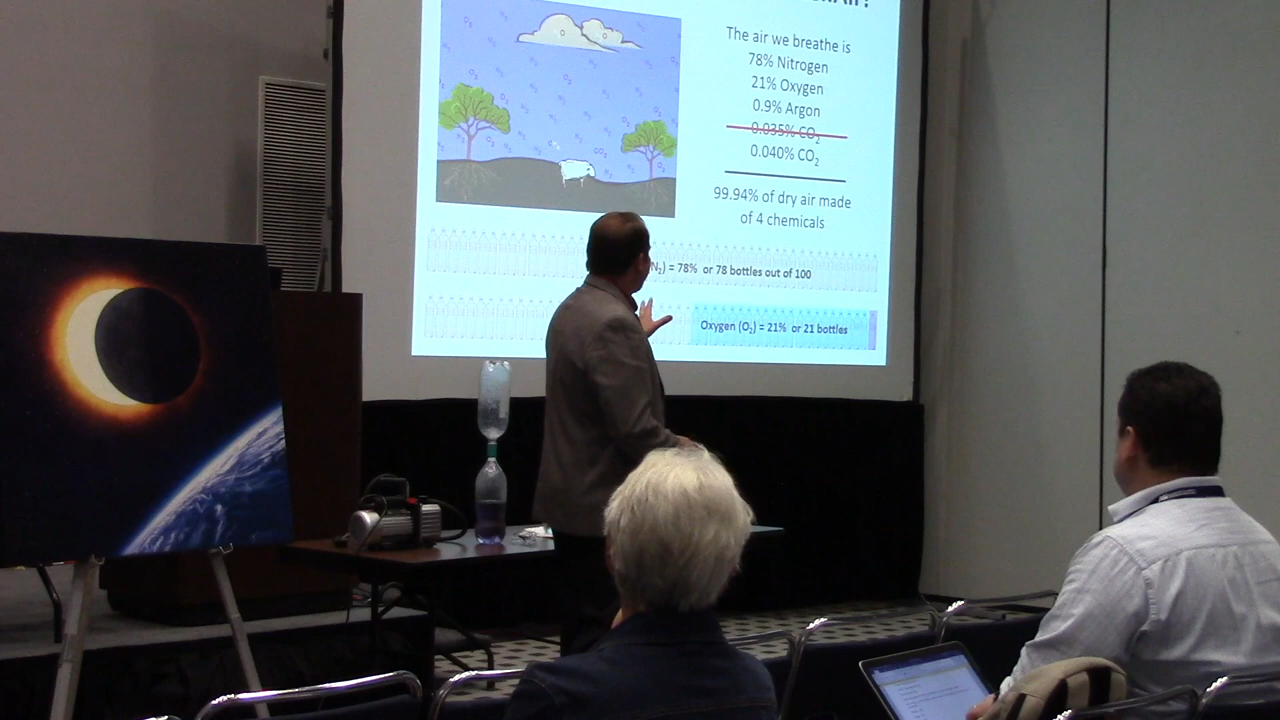 The air we breathe is
78% Nitrogen
21% Oxygen
0.9% Argon
0.035% CO₂
0.040% CO₂
99.94% of dry air made
of 4 chemicals
N₂) = 78% or 78 bottles out of 100
Oxygen (O₂) = 21% or 21 bottles